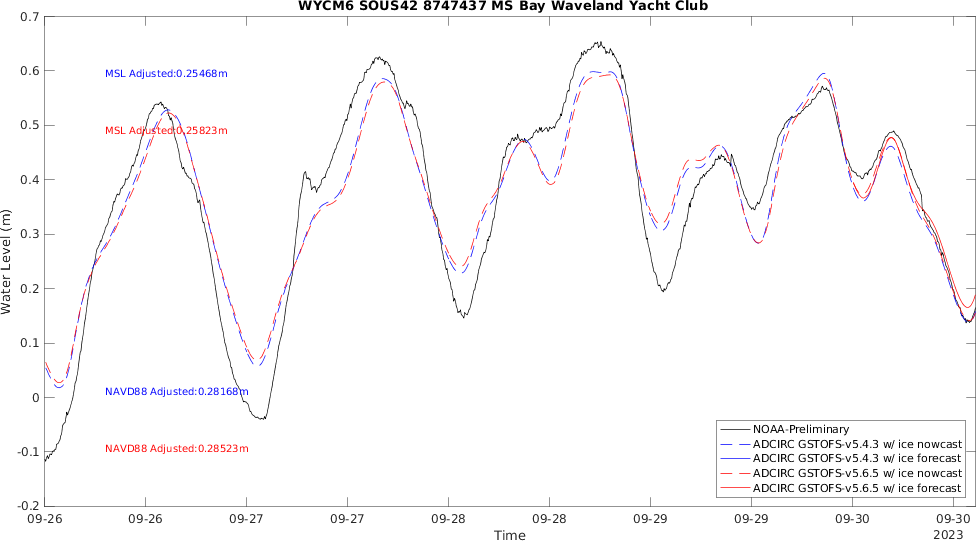 WYCM6 SOUS42 8747437 MS Bay Waveland Yacht Club
0.7
0.6
0.5
0.4
0.3
0.2
0.1
0
-0.1
-0.2
Water Level (m)
MSL Adjusted:0.25468m
MSL Adjusted:0.25823m
NAVD88 Adjusted:0.28168m
NAVD88 Adjusted:0.28523m
NOAA-Preliminary
ADCIRC GSTOFS-v5.4.3 w/ ice nowcast
ADCIRC GSTOFS-v5.4.3 w/ ice forecast
ADCIRC GSTOFS-v5.6.5 w/ ice nowcast
ADCIRC GSTOFS-v5.6.5 w/ ice forecast
09-26 09-26 09-27 09-27 09-28 09-28 09-29 09-29 09-30 09-30
Time
2023